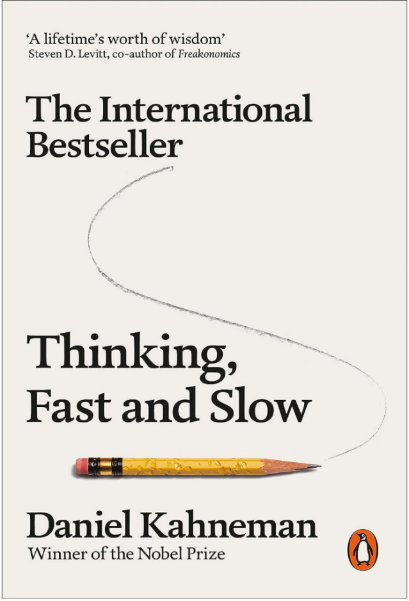 ‘A lifetime’s worth of wisdom’
Steven D. Levitt, co-author of Freakonomics
The International
Bestseller
Thinking,
Fast and Slow
Daniel Kahneman
Winner of the Nobel Prize